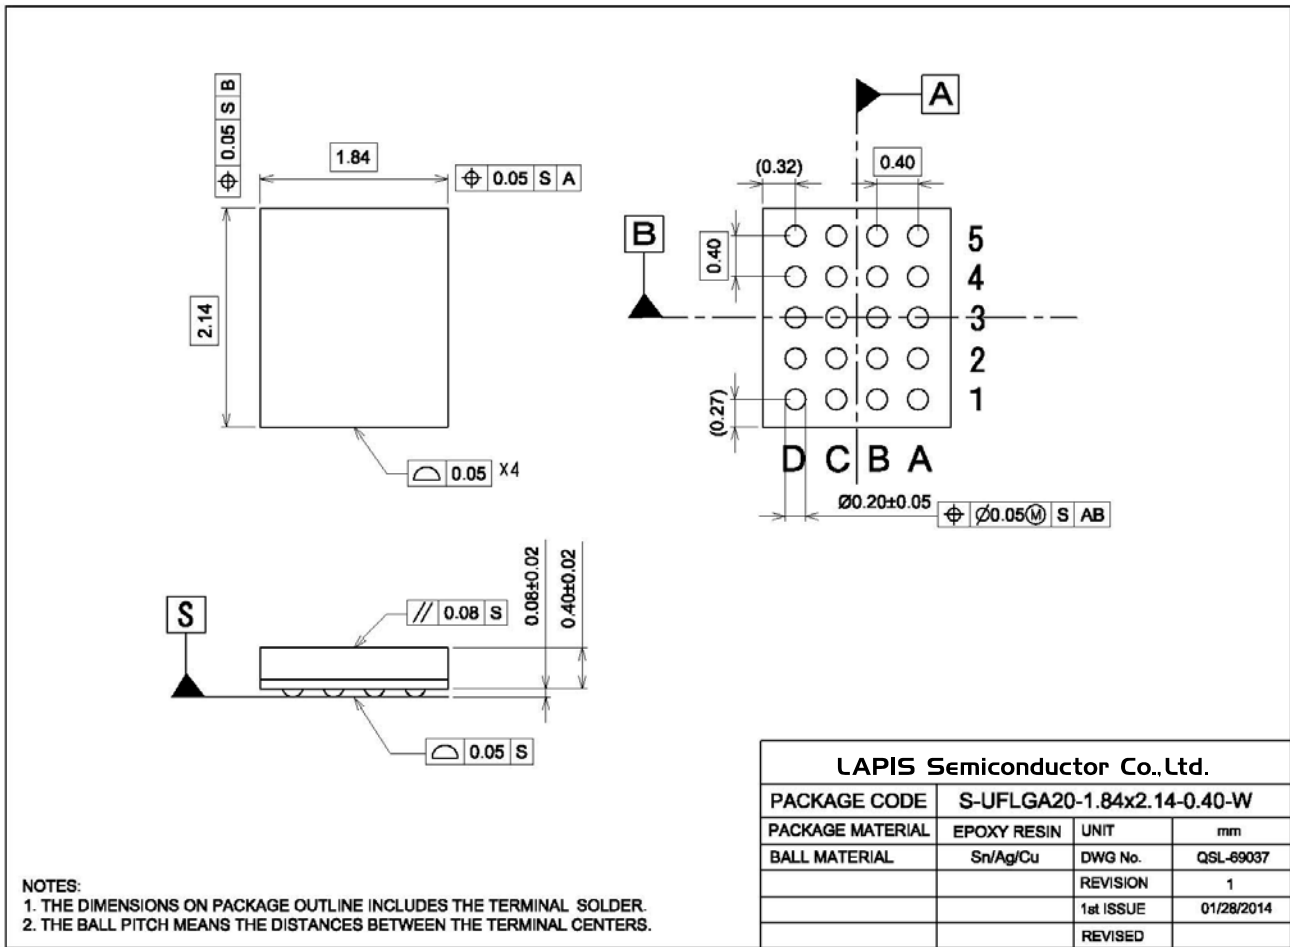 ⌖ 0.05 S B
1.84
⌖ 0.05 S A
2.14
⌓ 0.05 X4
A
(0.32)
0.40
B
0.40
5
4
3
2
1
(0.27)
D C B A
Ø0.20±0.05
⌖ Ø0.05Ⓜ S AB
S
// 0.08 S
0.08±0.02
0.40±0.02
⌓ 0.05 S
LAPIS Semiconductor Co.,Ltd.
PACKAGE CODE S-UFLGA20-1.84x2.14-0.40-W
PACKAGE MATERIAL EPOXY RESIN UNIT mm
BALL MATERIAL Sn/Ag/Cu DWG No. QSL-69037
REVISION 1
1st ISSUE 01/28/2014
REVISED
NOTES:
1. THE DIMENSIONS ON PACKAGE OUTLINE INCLUDES THE TERMINAL SOLDER.
2. THE BALL PITCH MEANS THE DISTANCES BETWEEN THE TERMINAL CENTERS.